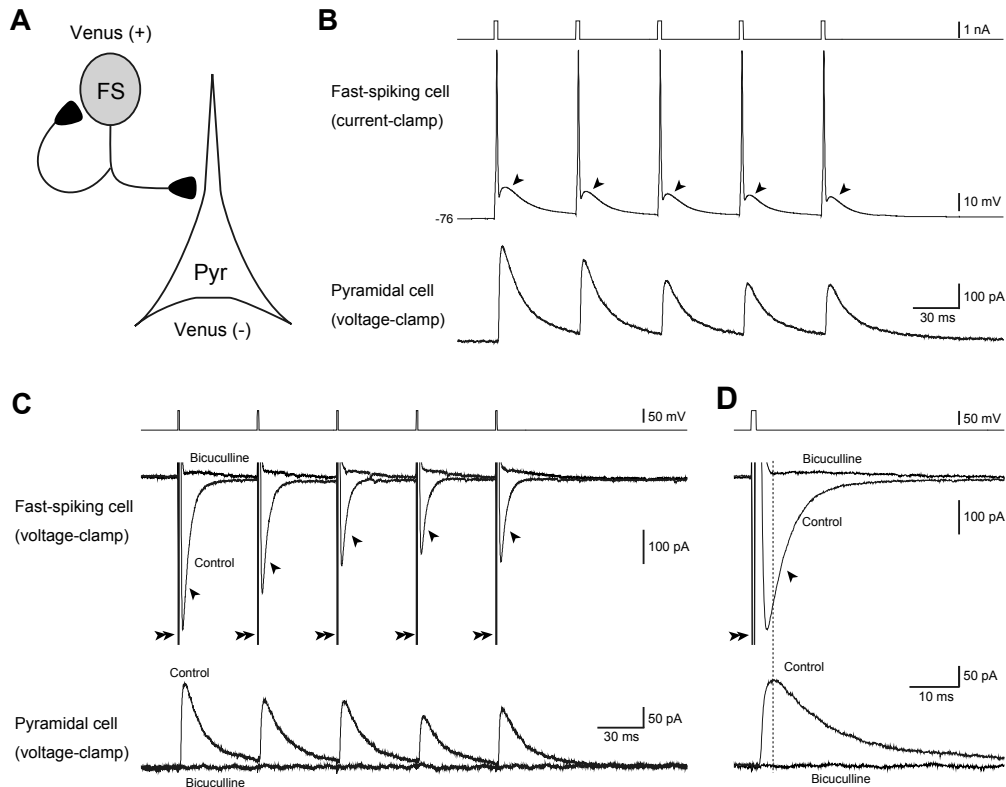 A
Venus (+)
FS
Pyr
Venus (-)
B
1 nA
Fast-spiking cell
(current-clamp)
10 mV
-76
Pyramidal cell
(voltage-clamp)
100 pA
30 ms
C
50 mV
Bicuculline
Fast-spiking cell
(voltage-clamp)
Control
100 pA
Control
Pyramidal cell
(voltage-clamp)
50 pA
30 ms
Bicuculline
D
50 mV
Bicuculline
100 pA
Control
Control
50 pA
10 ms
Bicuculline